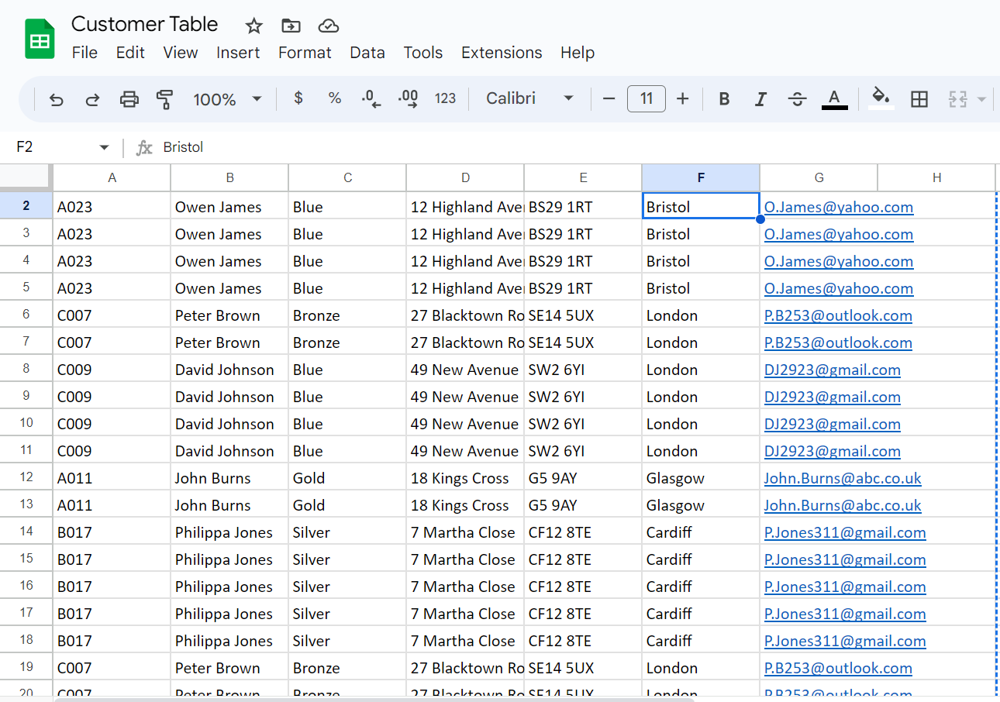 Customer Table
File Edit View Insert Format Data Tools Extensions Help
100% $ % .0 .00 123 Calibri 11 B I S A
F2 fx Bristol
A B C D E F G H
2 A023 Owen James Blue 12 Highland Ave BS29 1RT Bristol O.James@yahoo.com
3 A023 Owen James Blue 12 Highland Ave BS29 1RT Bristol O.James@yahoo.com
4 A023 Owen James Blue 12 Highland Ave BS29 1RT Bristol O.James@yahoo.com
5 A023 Owen James Blue 12 Highland Ave BS29 1RT Bristol O.James@yahoo.com
6 C007 Peter Brown Bronze 27 Blacktown Ro SE14 5UX London P.B253@outlook.com
7 C007 Peter Brown Bronze 27 Blacktown Ro SE14 5UX London P.B253@outlook.com
8 C009 David Johnson Blue 49 New Avenue SW2 6YI London DJ2923@gmail.com
9 C009 David Johnson Blue 49 New Avenue SW2 6YI London DJ2923@gmail.com
10 C009 David Johnson Blue 49 New Avenue SW2 6YI London DJ2923@gmail.com
11 C009 David Johnson Blue 49 New Avenue SW2 6YI London DJ2923@gmail.com
12 A011 John Burns Gold 18 Kings Cross G5 9AY Glasgow John.Burns@abc.co.uk
13 A011 John Burns Gold 18 Kings Cross G5 9AY Glasgow John.Burns@abc.co.uk
14 B017 Philippa Jones Silver 7 Martha Close CF12 8TE Cardiff P.Jones311@gmail.com
15 B017 Philippa Jones Silver 7 Martha Close CF12 8TE Cardiff P.Jones311@gmail.com
16 B017 Philippa Jones Silver 7 Martha Close CF12 8TE Cardiff P.Jones311@gmail.com
17 B017 Philippa Jones Silver 7 Martha Close CF12 8TE Cardiff P.Jones311@gmail.com
18 B017 Philippa Jones Silver 7 Martha Close CF12 8TE Cardiff P.Jones311@gmail.com
19 C007 Peter Brown Bronze 27 Blacktown Ro SE14 5UX London P.B253@outlook.com
20 C007 Peter Brown Bronze 27 Blacktown Ro SE14 5UX London P.B253@outlook.com